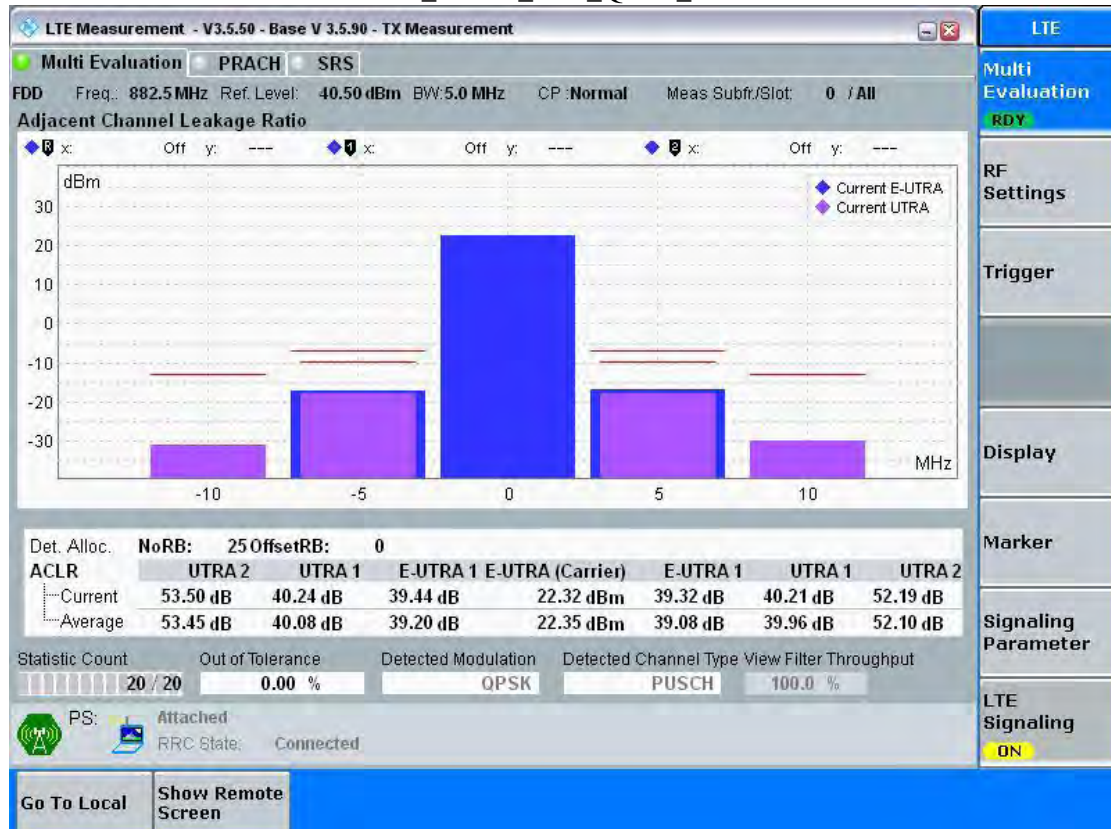 LTE Measurement - V3.5.50 - Base V 3.5.90 - TX Measurement
LTE
Multi Evaluation PRACH SRS
Multi Evaluation
RDY
FDD Freq.: 882.5 MHz Ref. Level: 40.50 dBm BW: 5.0 MHz CP : Normal Meas Subfr./Slot: 0 / All
Adjacent Channel Leakage Ratio
R x: Off y: --- 1 x: Off y: --- 2 x: Off y: ---
dBm
Current E-UTRA
Current UTRA
30
20
10
0
-10
-20
-30
MHz
-10 -5 0 5 10
RF Settings
Trigger
Display
Marker
Signaling Parameter
LTE Signaling
ON
Det. Alloc. NoRB: 25 OffsetRB: 0
ACLR UTRA 2 UTRA 1 E-UTRA 1 E-UTRA (Carrier) E-UTRA 1 UTRA 1 UTRA 2
Current 53.50 dB 40.24 dB 39.44 dB 22.32 dBm 39.32 dB 40.21 dB 52.19 dB
Average 53.45 dB 40.08 dB 39.20 dB 22.35 dBm 39.08 dB 39.96 dB 52.10 dB
Statistic Count Out of Tolerance Detected Modulation Detected Channel Type View Filter Throughput
20 / 20 0.00 % QPSK PUSCH 100.0 %
PS: Attached
RRC State: Connected
Go To Local
Show Remote Screen